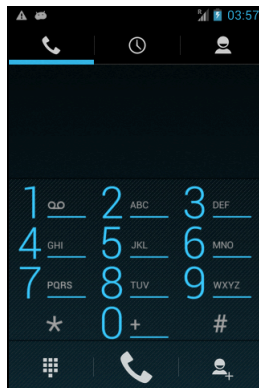 R 03:57
1 2 ABC 3 DEF
4 GHI 5 JKL 6 MNO
7 PQRS 8 TUV 9 WXYZ
* 0 + #